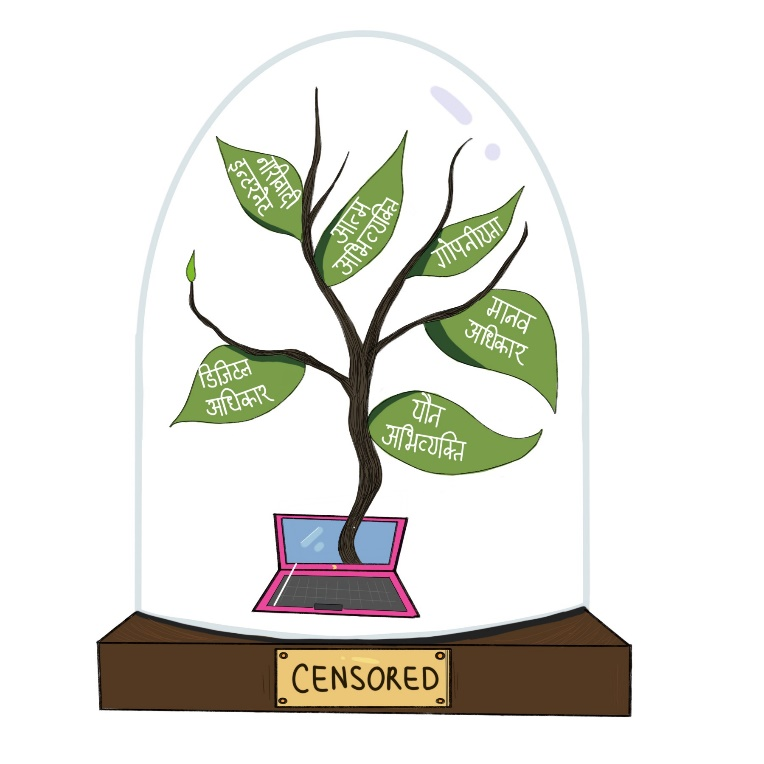 नारीवादी
इन्टरनेट
आत्म
अभिव्यक्ति
गोपनीयता
मानव
अधिकार
डिजिटल
अधिकार
यौन
अभिव्यक्ति
CENSORED